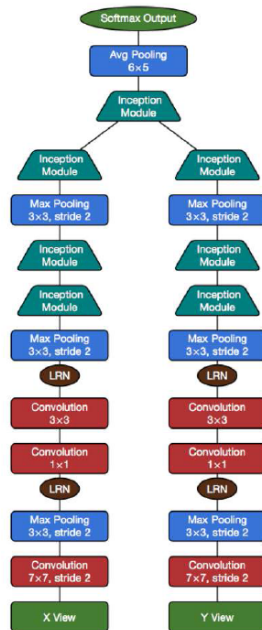 Softmax Output
Avg Pooling
6×5
Inception
Module
Inception
Module
Inception
Module
Max Pooling
3×3, stride 2
Max Pooling
3×3, stride 2
Inception
Module
Inception
Module
Inception
Module
Inception
Module
Max Pooling
3×3, stride 2
Max Pooling
3×3, stride 2
LRN
LRN
Convolution
3×3
Convolution
3×3
Convolution
1×1
Convolution
1×1
LRN
LRN
Max Pooling
3×3, stride 2
Max Pooling
3×3, stride 2
Convolution
7×7, stride 2
Convolution
7×7, stride 2
X View
Y View